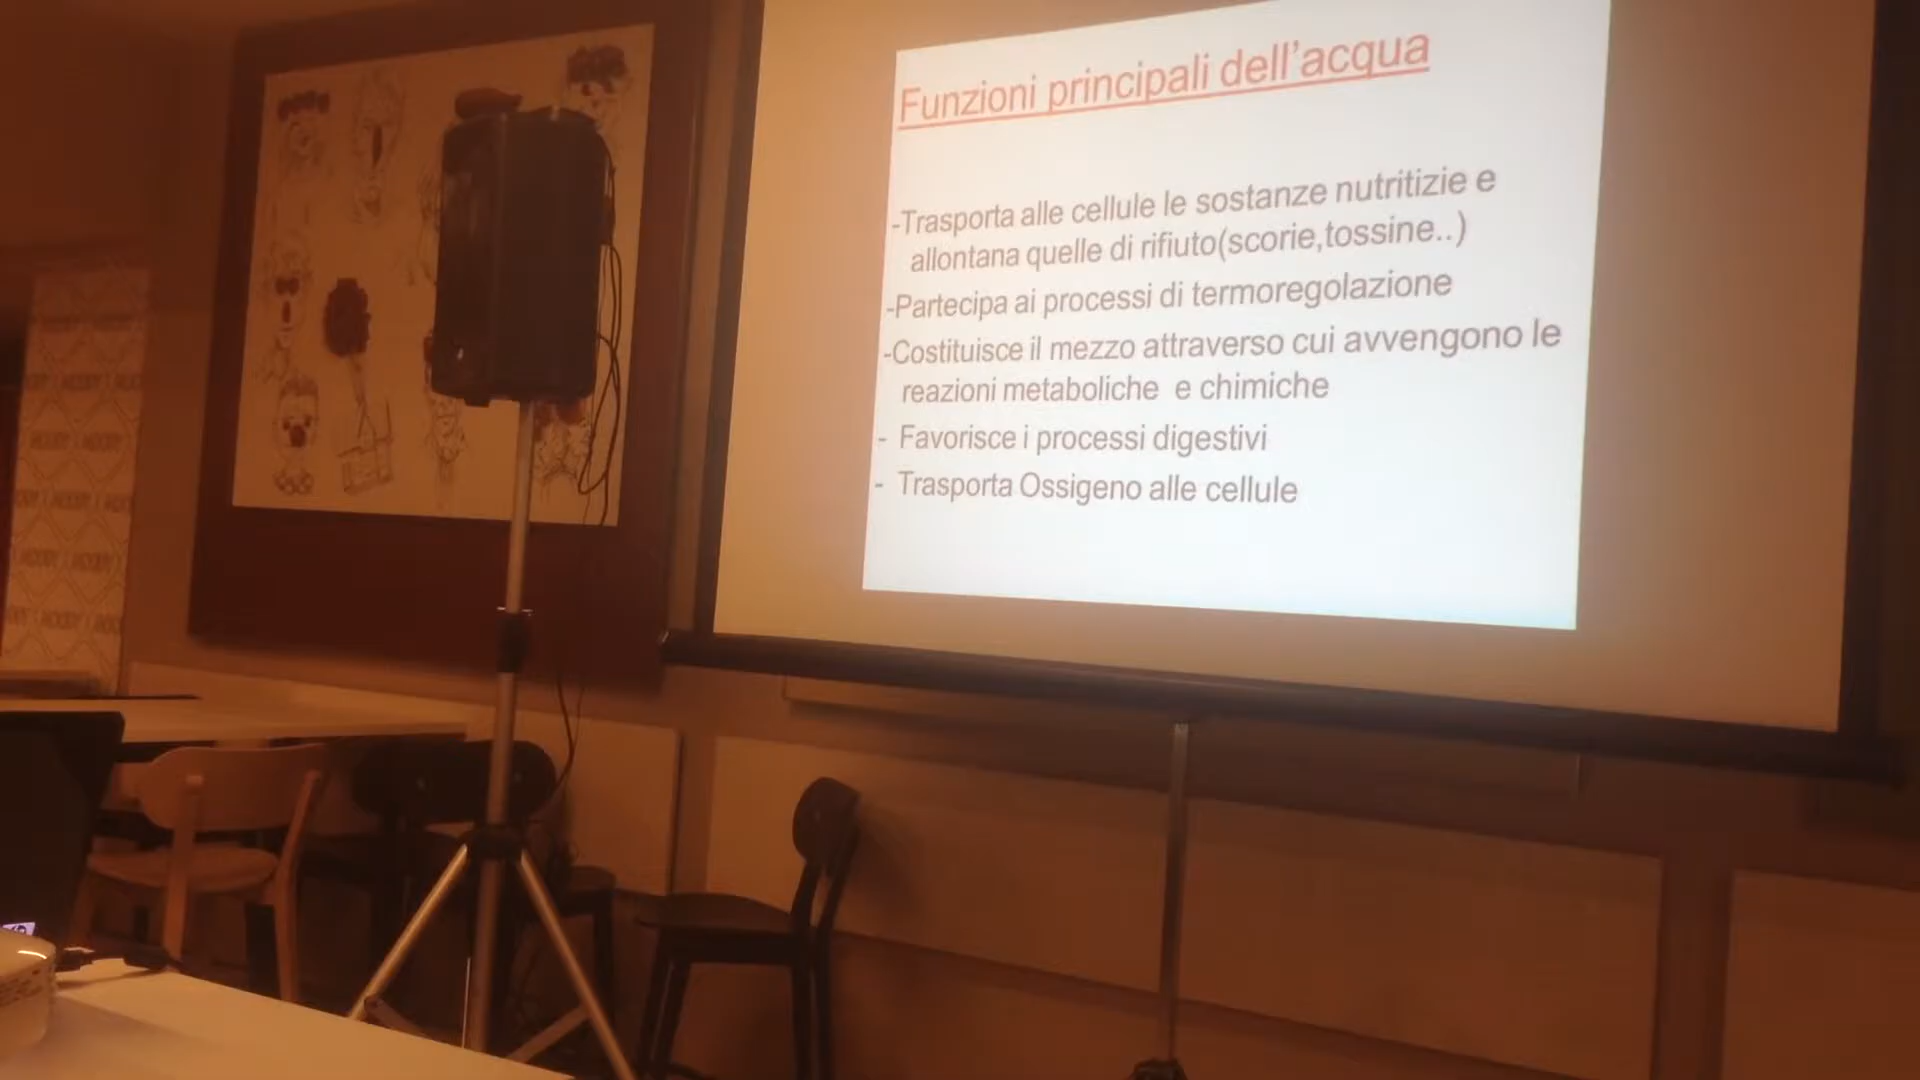 Funzioni principali dell'acqua
-Trasporta alle cellule le sostanze nutritizie e
allontana quelle di rifiuto(scorie,tossine..)
-Partecipa ai processi di termoregolazione
-Costituisce il mezzo attraverso cui avvengono le
reazioni metaboliche e chimiche
- Favorisce i processi digestivi
- Trasporta Ossigeno alle cellule